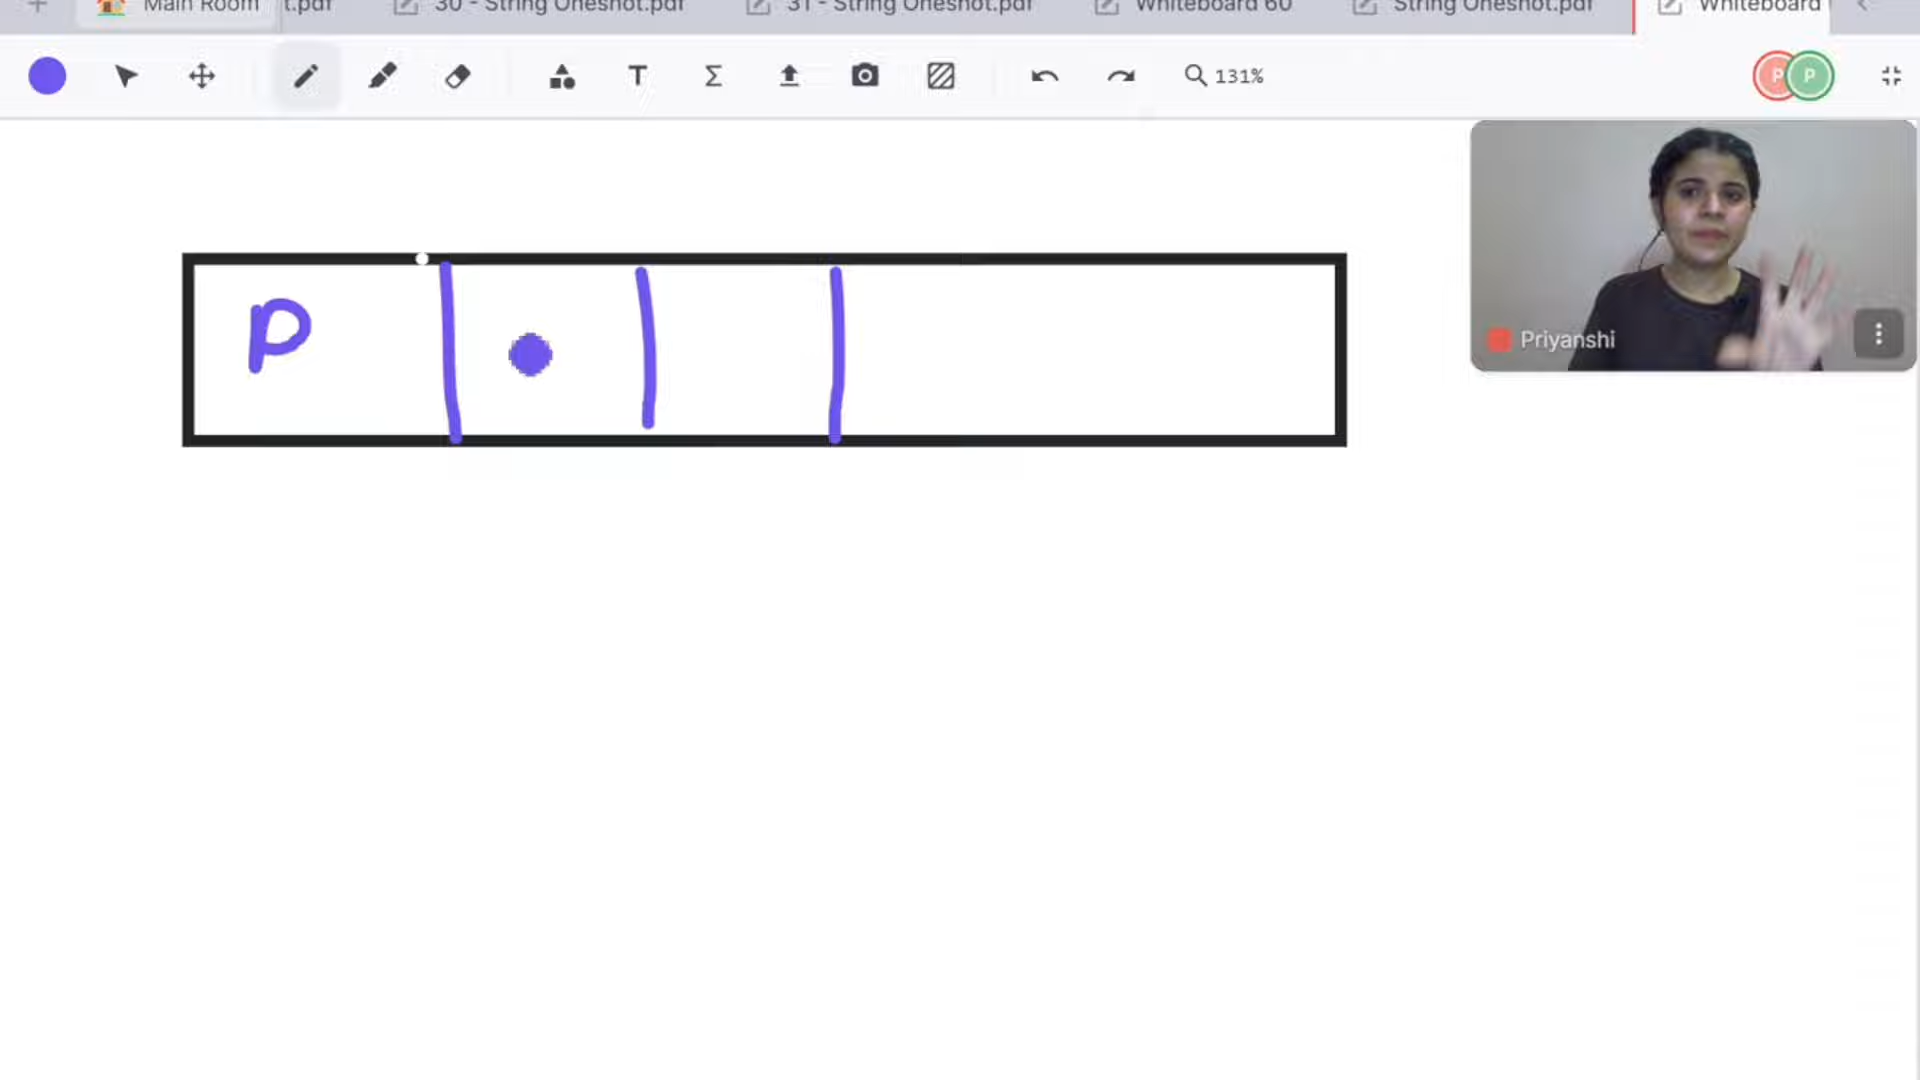 Main Room t.pdf 30 - String Oneshot.pdf 31 - String Oneshot.pdf Whiteboard 60 String Oneshot.pdf Whiteboard
T Σ 131% P P
P
Priyanshi